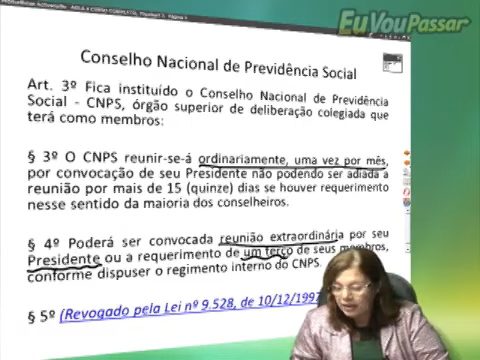 EuVouPassar
Conselho Nacional de Previdência Social
Art. 3º Fica instituído o Conselho Nacional de Previdência
Social - CNPS, órgão superior de deliberação colegiada que
terá como membros:
§ 3º O CNPS reunir-se-á ordinariamente, uma vez por mês,
por convocação de seu Presidente não podendo ser adiada a
reunião por mais de 15 (quinze) dias se houver requerimento
nesse sentido da maioria dos conselheiros.
§ 4º Poderá ser convocada reunião extraordinária por seu
Presidente ou a requerimento de um terço de seus membros,
conforme dispuser o regimento interno do CNPS.
§ 5º (Revogado pela Lei nº 9.528, de 10/12/1997